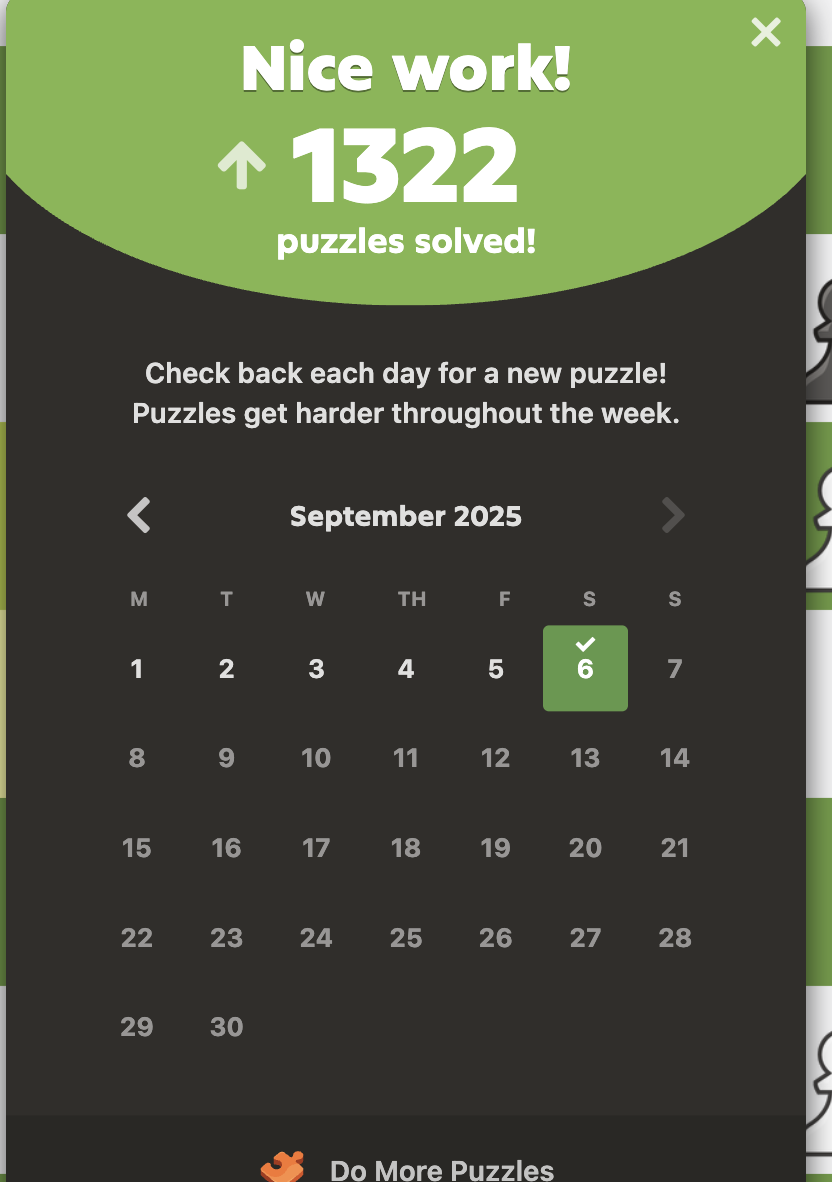 Nice work!
1322
puzzles solved!
Check back each day for a new puzzle!
Puzzles get harder throughout the week.
September 2025
M T W TH F S S
1 2 3 4 5 6 7
8 9 10 11 12 13 14
15 16 17 18 19 20 21
22 23 24 25 26 27 28
29 30
Do More Puzzles